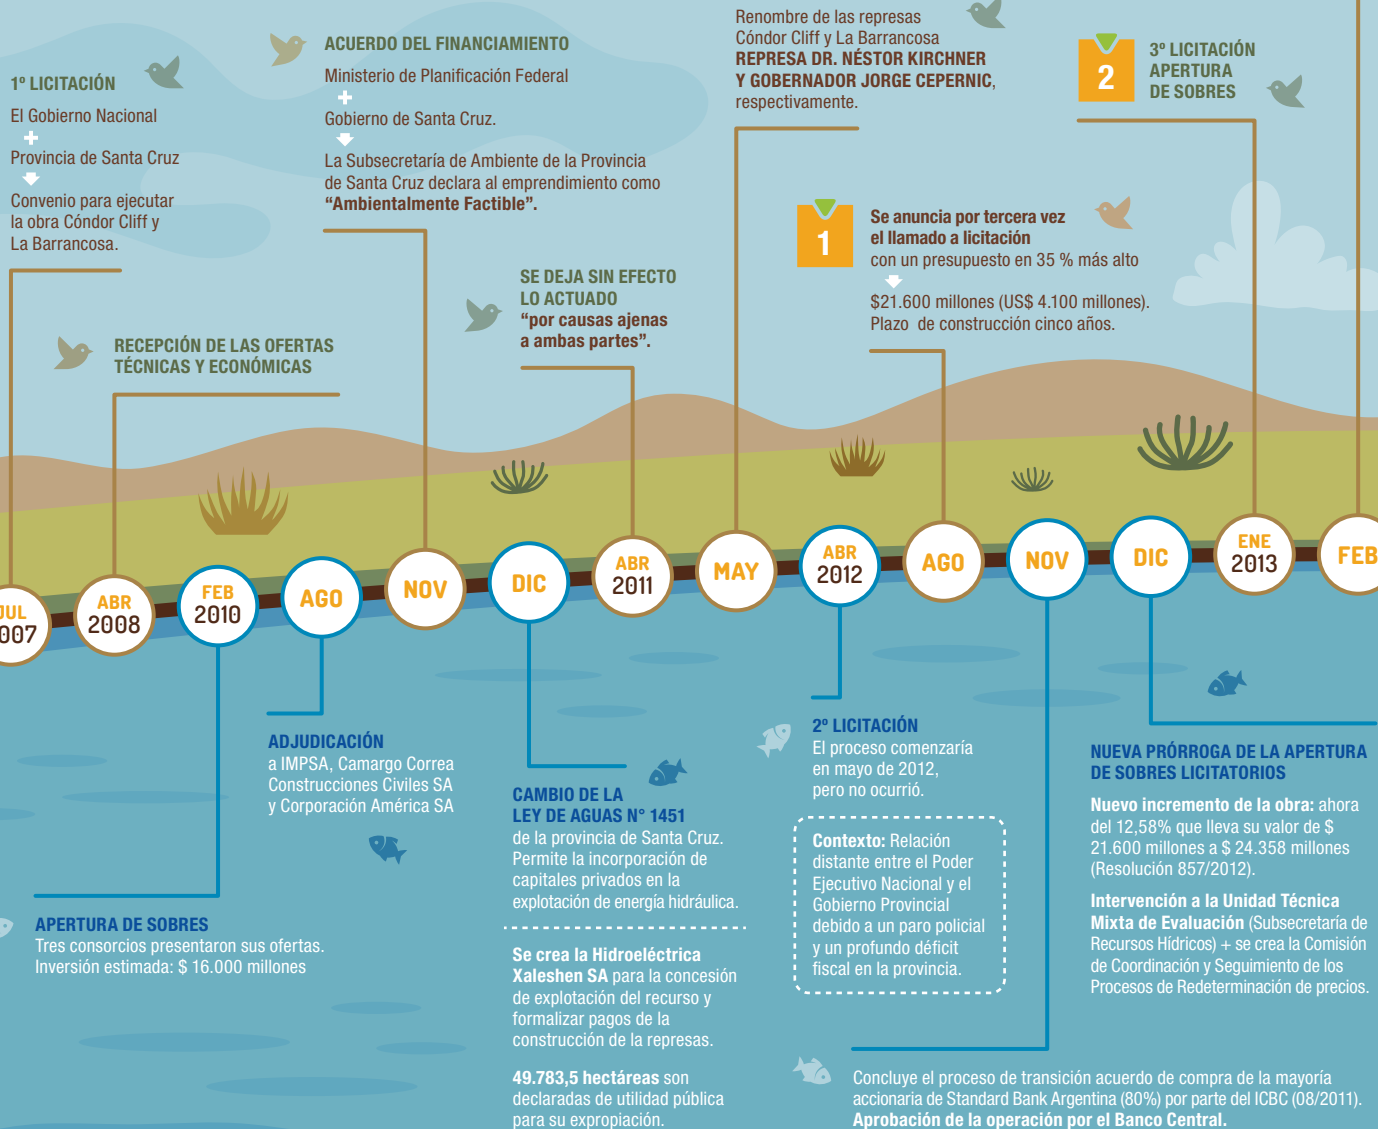 1º LICITACIÓN
El Gobierno Nacional
+
Provincia de Santa Cruz
Convenio para ejecutar
la obra Cóndor Cliff y
La Barrancosa.
RECEPCIÓN DE LAS OFERTAS
TÉCNICAS Y ECONÓMICAS
ACUERDO DEL FINANCIAMIENTO
Ministerio de Planificación Federal
+
Gobierno de Santa Cruz.
La Subsecretaría de Ambiente de la Provincia
de Santa Cruz declara al emprendimiento como
“Ambientalmente Factible”.
SE DEJA SIN EFECTO
LO ACTUADO
“por causas ajenas
a ambas partes”.
Renombre de las represas
Cóndor Cliff y La Barrancosa
REPRESA DR. NÉSTOR KIRCHNER
Y GOBERNADOR JORGE CEPERNIC,
respectivamente.
1
Se anuncia por tercera vez
el llamado a licitación
con un presupuesto en 35 % más alto
$21.600 millones (US$ 4.100 millones).
Plazo de construcción cinco años.
2
3º LICITACIÓN
APERTURA
DE SOBRES
JUL
007
ABR
2008
FEB
2010
AGO
NOV
DIC
ABR
2011
MAY
ABR
2012
AGO
NOV
DIC
ENE
2013
FEB
APERTURA DE SOBRES
Tres consorcios presentaron sus ofertas.
Inversión estimada: $ 16.000 millones
ADJUDICACIÓN
a IMPSA, Camargo Correa
Construcciones Civiles SA
y Corporación América SA
CAMBIO DE LA
LEY DE AGUAS N° 1451
de la provincia de Santa Cruz.
Permite la incorporación de
capitales privados en la
explotación de energía hidráulica.
Se crea la Hidroeléctrica
Xaleshen SA para la concesión
de explotación del recurso y
formalizar pagos de la
construcción de la represas.
49.783,5 hectáreas son
declaradas de utilidad pública
para su expropiación.
2º LICITACIÓN
El proceso comenzaría
en mayo de 2012,
pero no ocurrió.
Contexto: Relación
distante entre el Poder
Ejecutivo Nacional y el
Gobierno Provincial
debido a un paro policial
y un profundo déficit
fiscal en la provincia.
Concluye el proceso de transición acuerdo de compra de la mayoría
accionaria de Standard Bank Argentina (80%) por parte del ICBC (08/2011).
Aprobación de la operación por el Banco Central.
NUEVA PRÓRROGA DE LA APERTURA
DE SOBRES LICITATORIOS
Nuevo incremento de la obra: ahora
del 12,58% que lleva su valor de $
21.600 millones a $ 24.358 millones
(Resolución 857/2012).
Intervención a la Unidad Técnica
Mixta de Evaluación (Subsecretaría de
Recursos Hídricos) + se crea la Comisión
de Coordinación y Seguimiento de los
Procesos de Redeterminación de precios.